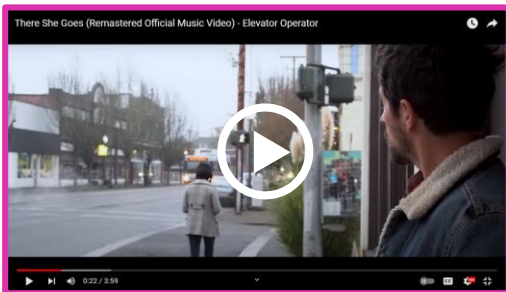 There She Goes (Remastered Official Music Video) - Elevator Operator
0:22 / 3:59